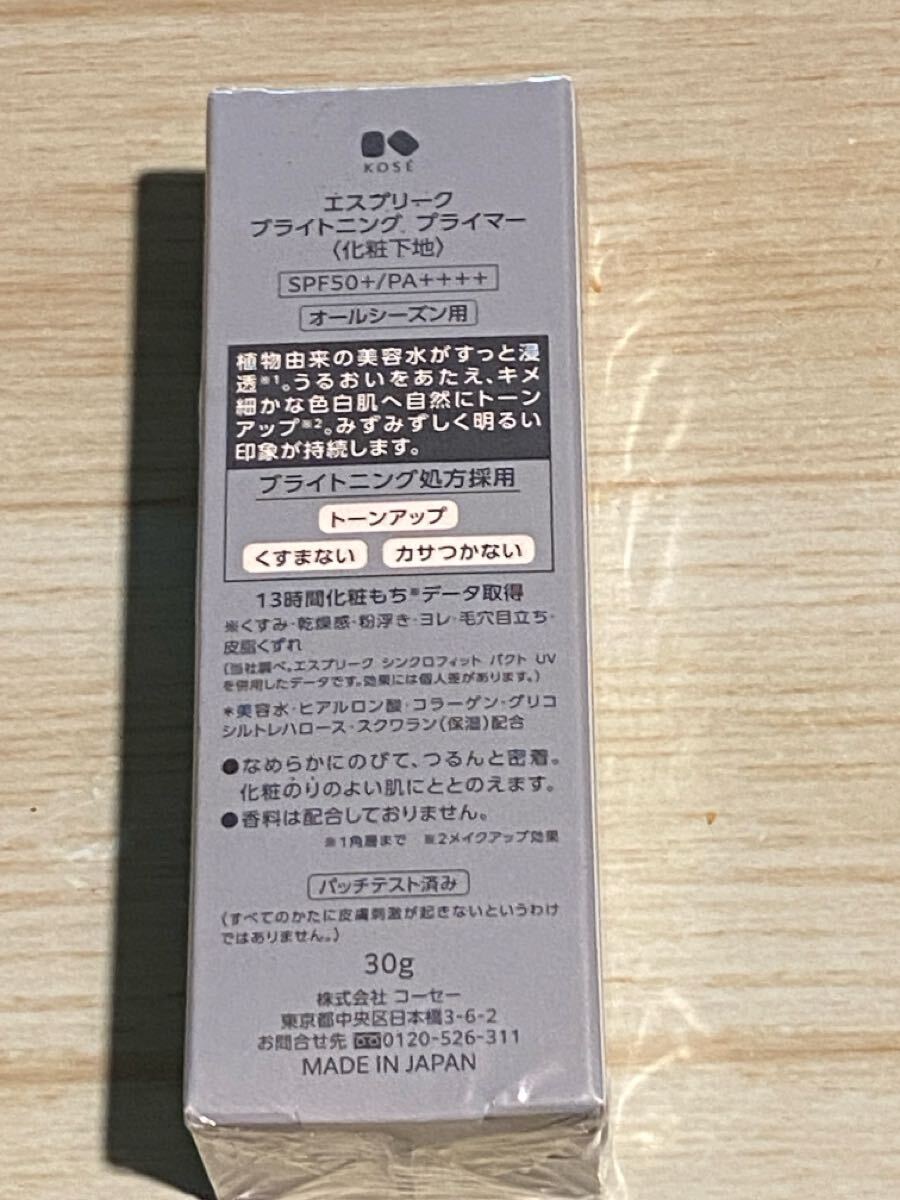 KOSÉ
エスプリーク
ブライトニング プライマー
〈化粧下地〉
SPF50+/PA++++
オールシーズン用
植物由来の美容水がすっと浸
透※1。うるおいをあたえ、キメ
細かな色白肌へ自然にトーン
アップ※2。みずみずしく明るい
印象が持続します。
ブライトニング処方採用
トーンアップ
くすまない カサつかない
13時間化粧もち※データ取得
※くすみ・乾燥感・粉浮き・ヨレ・毛穴目立ち・
皮脂くずれ
(当社調べ。エスプリーク シンクロフィット パクト UV
を併用したデータです。効果には個人差があります。)
*美容水・ヒアルロン酸・コラーゲン・グリコ
シルトレハロース・スクワラン(保湿)配合
●なめらかにのびて、つるんと密着。
化粧のりのよい肌にととのえます。
●香料は配合しておりません。
※1角層まで ※2メイクアップ効果
パッチテスト済み
(すべてのかたに皮膚刺激が起きないというわけ
ではありません。)
30g
株式会社 コーセー
東京都中央区日本橋3-6-2
お問合せ先 0120-526-311
MADE IN JAPAN